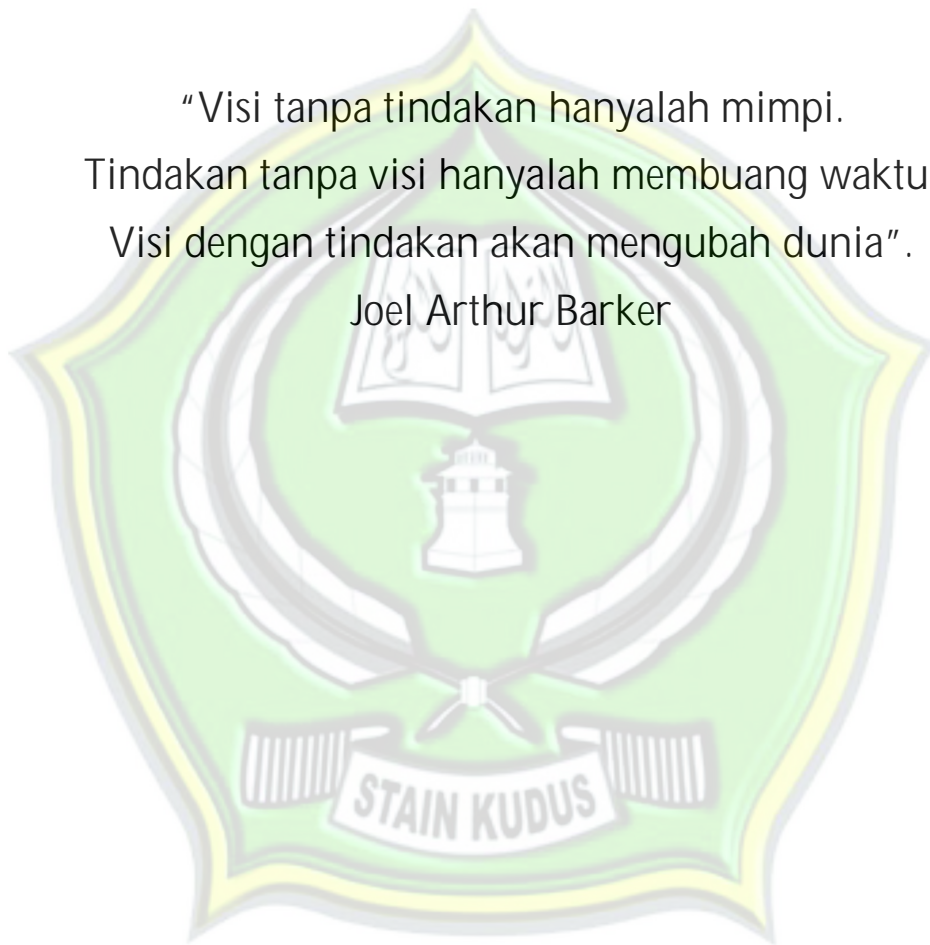 “Visi tanpa tindakan hanyalah mimpi.
Tindakan tanpa visi hanyalah membuang waktu
Visi dengan tindakan akan mengubah dunia”.
Joel Arthur Barker
STAIN KUDUS